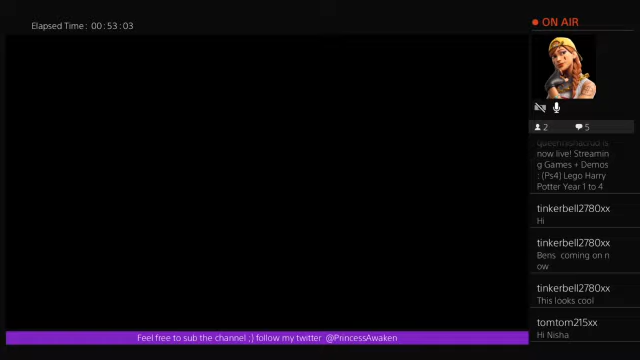 Elapsed Time : 00 : 53 : 03
ON AIR
2
5
now live! Streamin
g Games + Demos
: (Ps4) Lego Harry
Potter Year 1 to 4
tinkerbell2780xx
Hi
tinkerbell2780xx
Bens coming on n
ow
tinkerbell2780xx
This looks cool
tomtom215xx
Hi Nisha
Feel free to sub the channel ;) follow my twitter @PrincessAwaken